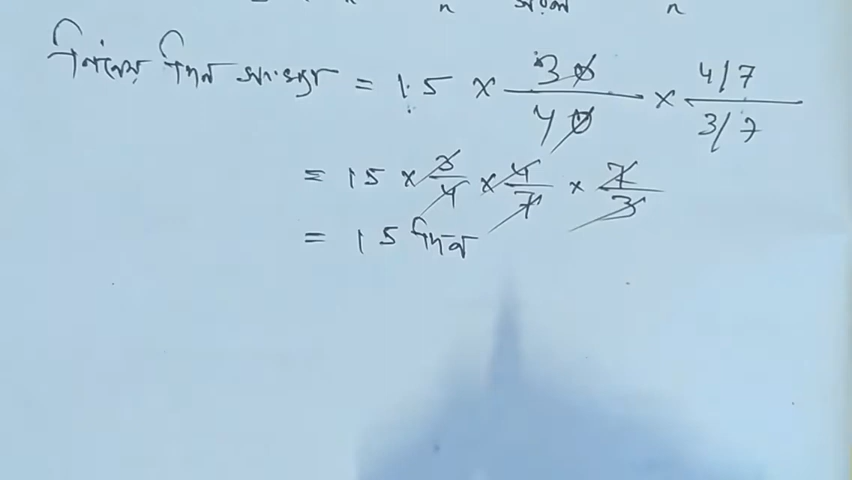 নির্ণেয় দিন সংখ্যা = 15 × 30/40 × 4/7 / 3/7
= 15 × 3/4 × 4/7 × 7/3
= 15 দিন